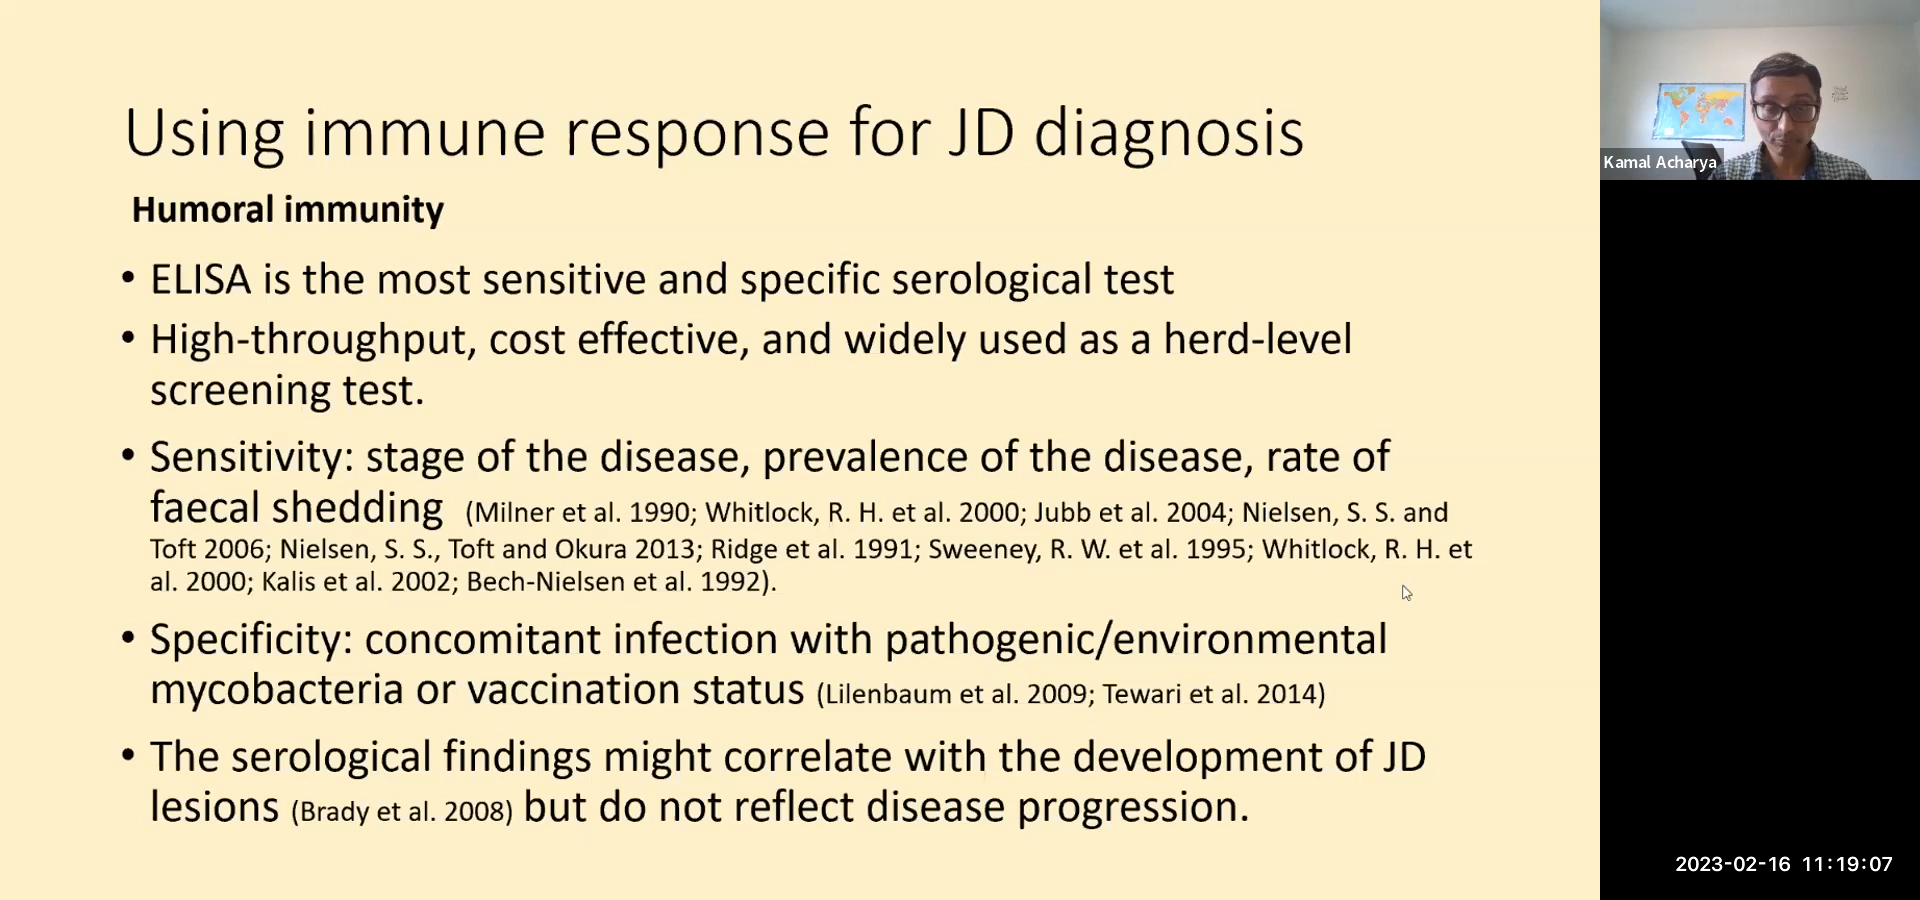 Using immune response for JD diagnosis
Humoral immunity
• ELISA is the most sensitive and specific serological test
• High-throughput, cost effective, and widely used as a herd-level
screening test.
• Sensitivity: stage of the disease, prevalence of the disease, rate of
faecal shedding (Milner et al. 1990; Whitlock, R. H. et al. 2000; Jubb et al. 2004; Nielsen, S. S. and
Toft 2006; Nielsen, S. S., Toft and Okura 2013; Ridge et al. 1991; Sweeney, R. W. et al. 1995; Whitlock, R. H. et
al. 2000; Kalis et al. 2002; Bech-Nielsen et al. 1992).
• Specificity: concomitant infection with pathogenic/environmental
mycobacteria or vaccination status (Lilenbaum et al. 2009; Tewari et al. 2014)
• The serological findings might correlate with the development of JD
lesions (Brady et al. 2008) but do not reflect disease progression.
Kamal Acharya
2023-02-16 11:19:07